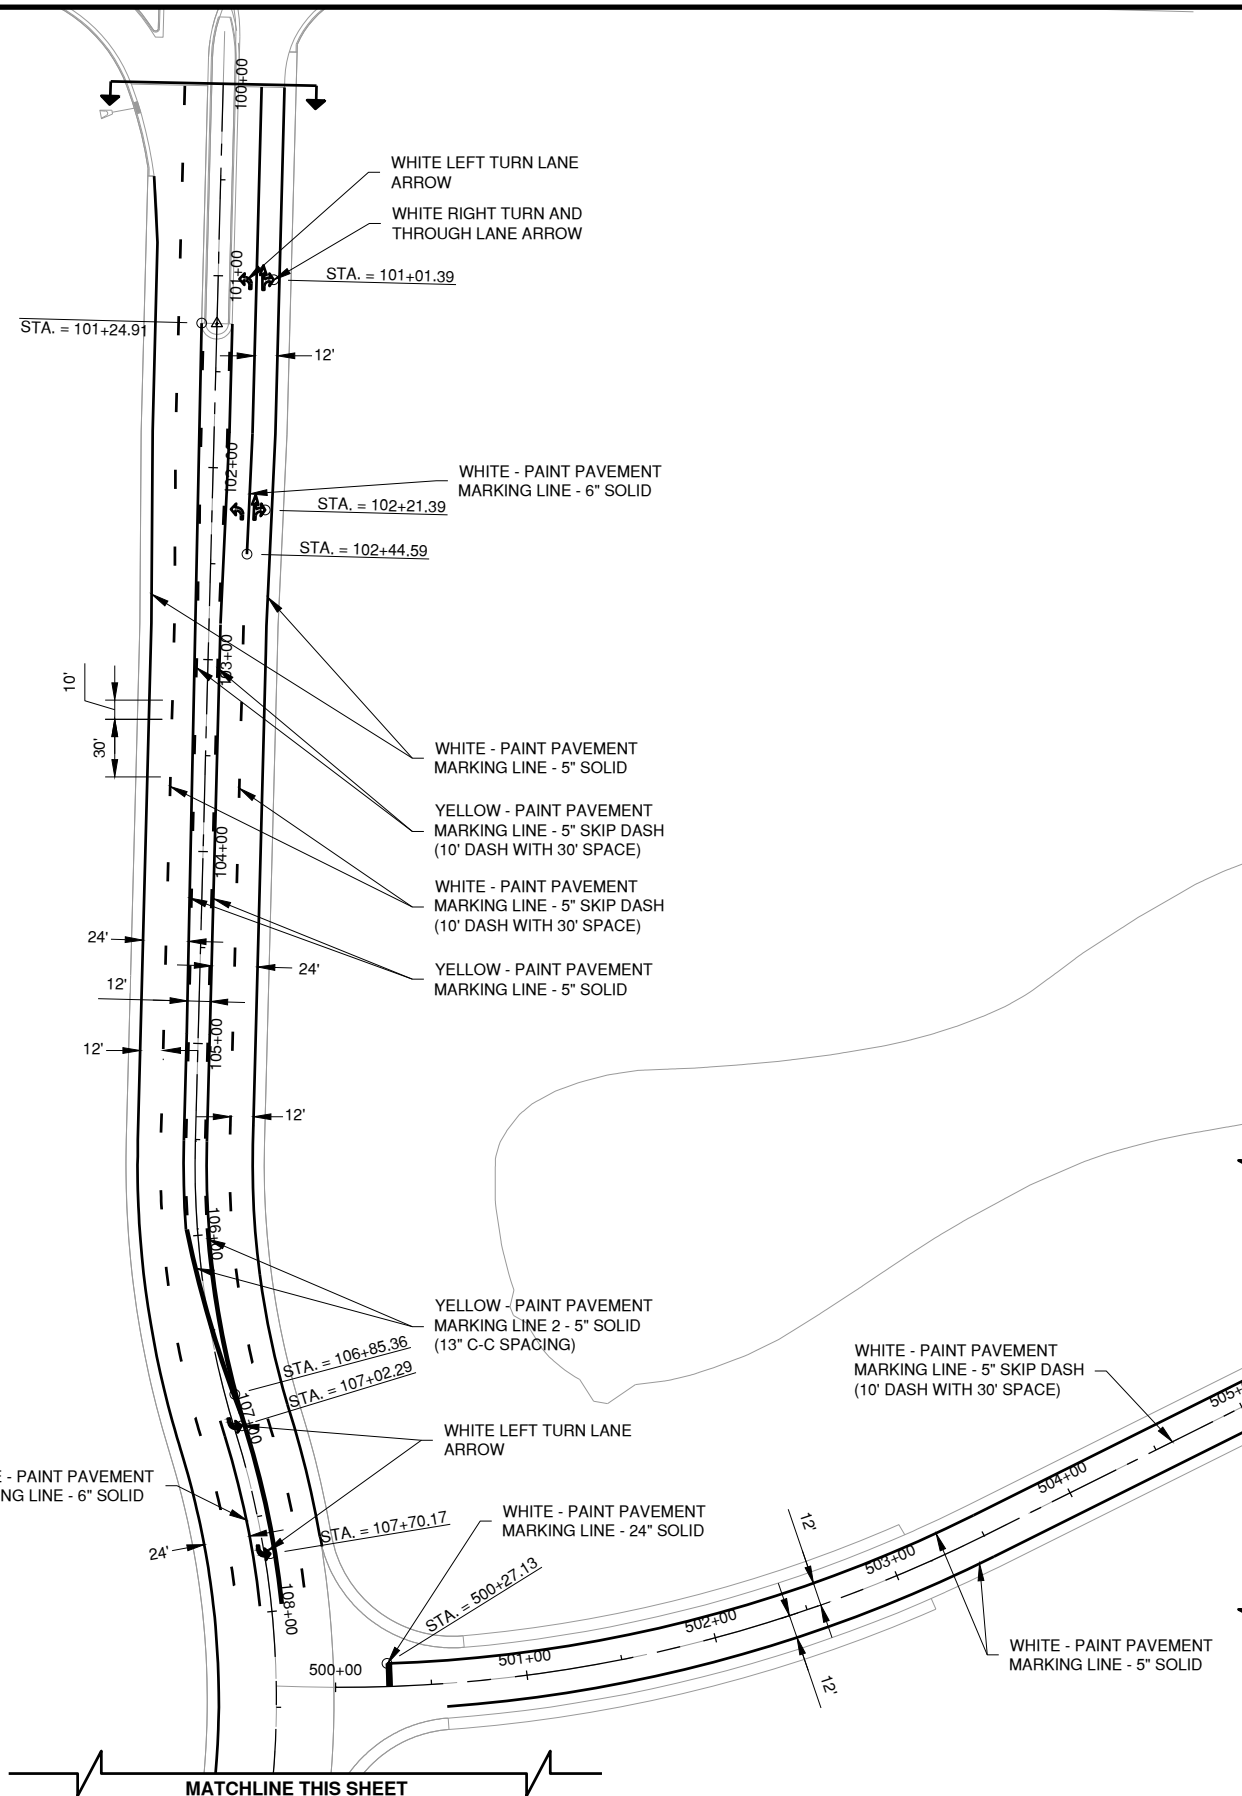 100+00
WHITE LEFT TURN LANE
ARROW
WHITE RIGHT TURN AND
THROUGH LANE ARROW
101+00
STA. = 101+01.39
STA. = 101+24.91
12'
102+00
WHITE - PAINT PAVEMENT
MARKING LINE - 6" SOLID
STA. = 102+21.39
STA. = 102+44.59
103+00
10'
30'
WHITE - PAINT PAVEMENT
MARKING LINE - 5" SOLID
YELLOW - PAINT PAVEMENT
MARKING LINE - 5" SKIP DASH
(10' DASH WITH 30' SPACE)
104+00
WHITE - PAINT PAVEMENT
MARKING LINE - 5" SKIP DASH
(10' DASH WITH 30' SPACE)
24'
24'
YELLOW - PAINT PAVEMENT
MARKING LINE - 5" SOLID
12'
12'
105+00
12'
106+00
YELLOW - PAINT PAVEMENT
MARKING LINE 2 - 5" SOLID
(13" C-C SPACING)
STA. = 106+85.36
STA. = 107+02.29
107+00
WHITE LEFT TURN LANE
ARROW
WHITE - PAINT PAVEMENT
MARKING LINE - 5" SKIP DASH
(10' DASH WITH 30' SPACE)
505+
504+00
E - PAINT PAVEMENT
NG LINE - 6" SOLID
WHITE - PAINT PAVEMENT
MARKING LINE - 24" SOLID
STA. = 107+70.17
24'
12'
503+00
STA. = 500+27.13
108+00
502+00
501+00
500+00
12'
WHITE - PAINT PAVEMENT
MARKING LINE - 5" SOLID
MATCHLINE THIS SHEET